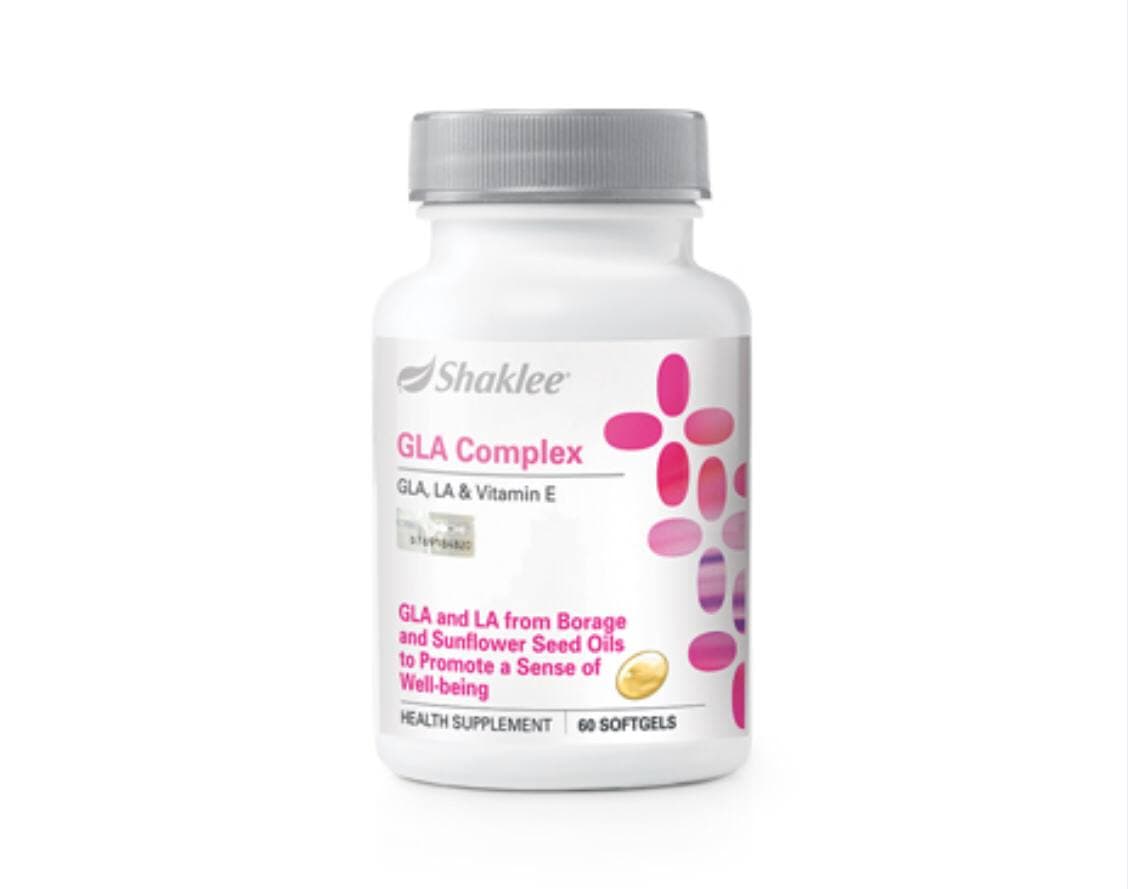 Shaklee
GLA Complex
GLA, LA & Vitamin E
GLA and LA from Borage
and Sunflower Seed Oils
to Promote a Sense of
Well-being
HEALTH SUPPLEMENT
60 SOFTGELS